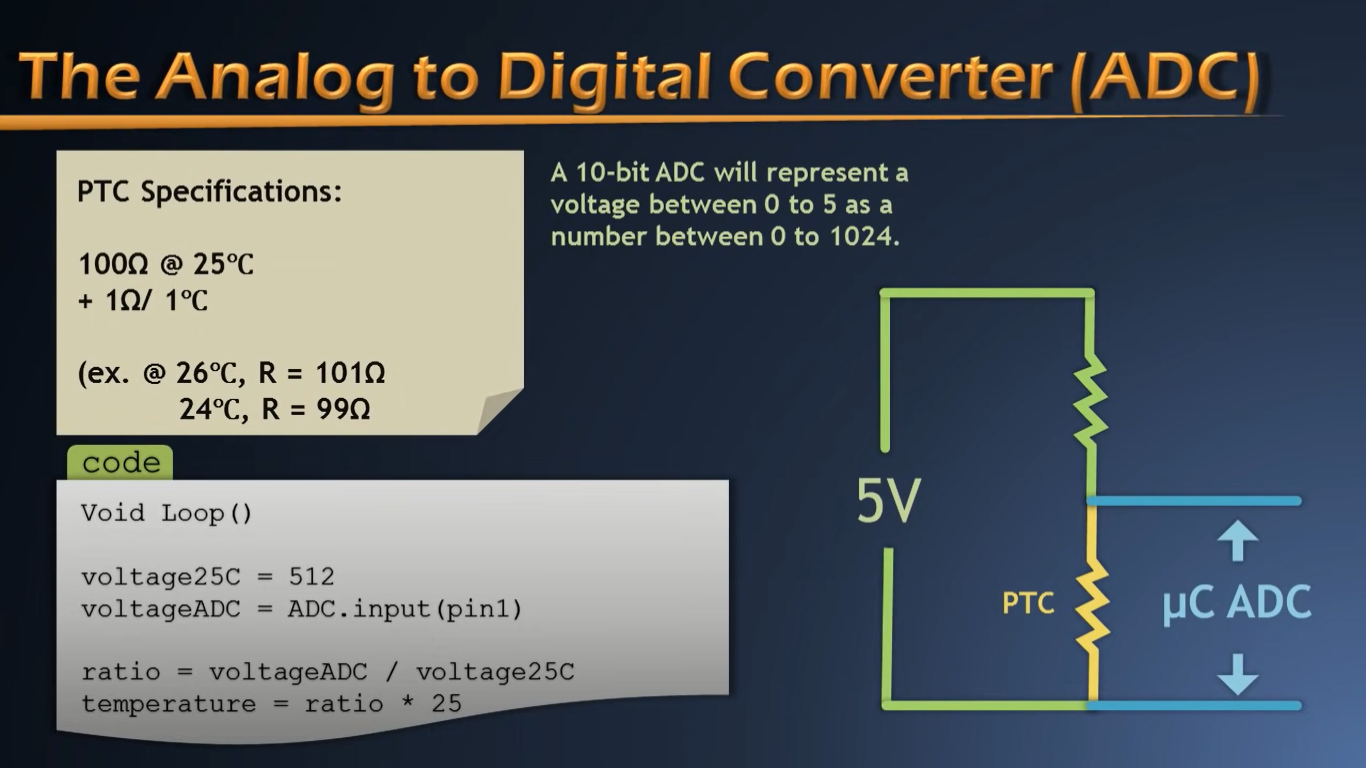 The Analog to Digital Converter (ADC)
PTC Specifications:
100Ω @ 25℃
+ 1Ω/ 1℃
(ex. @ 26℃, R = 101Ω
24℃, R = 99Ω
A 10-bit ADC will represent a
voltage between 0 to 5 as a
number between 0 to 1024.
code
Void Loop()
voltage25C = 512
voltageADC = ADC.input(pin1)
ratio = voltageADC / voltage25C
temperature = ratio * 25
5V
PTC
µC ADC